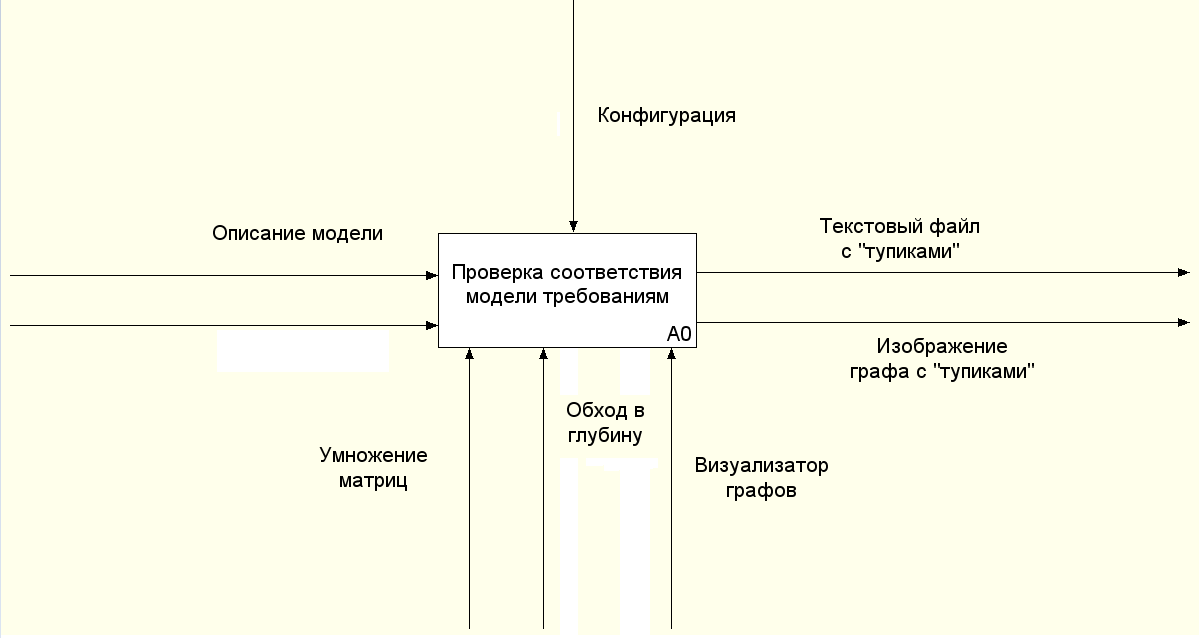 Конфигурация
Описание модели
Текстовый файл
с "тупиками"
Проверка соответствия
модели требованиям
A0
Изображение
графа с "тупиками"
Обход в
глубину
Умножение
матриц
Визуализатор
графов